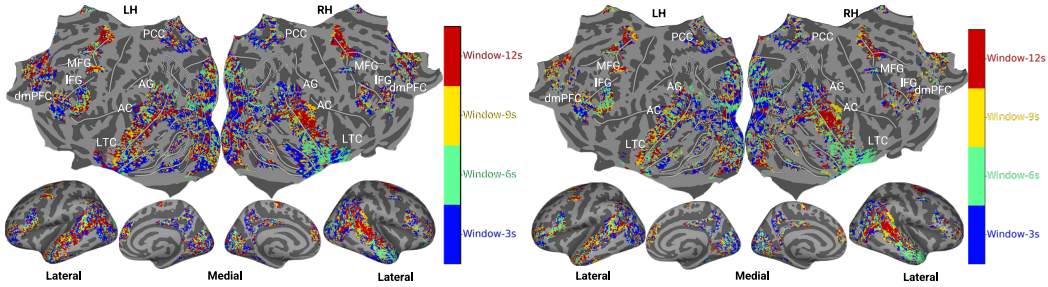 LH
RH
PCC
PCC
MFG
IFG
dmPFC
MFG
IFG
dmPFC
AG
AG
AC
AC
LTC
LTC
Window-12s
Window-9s
Window-6s
Window-3s
Lateral
Medial
Lateral
LH
RH
PCC
PCC
MFG
IFG
dmPFC
MFG
IFG
dmPFC
AG
AG
AC
AC
LTC
LTC
Window-12s
Window-9s
Window-6s
Window-3s
Lateral
Medial
Lateral